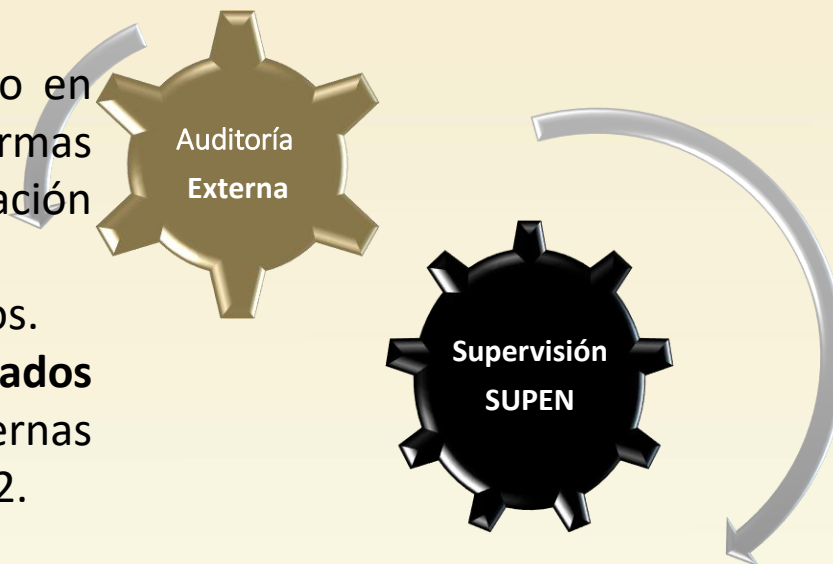 o en
rmas
ación
os.
ados
ernas
2.
Auditoría
Externa
Supervisión
SUPEN